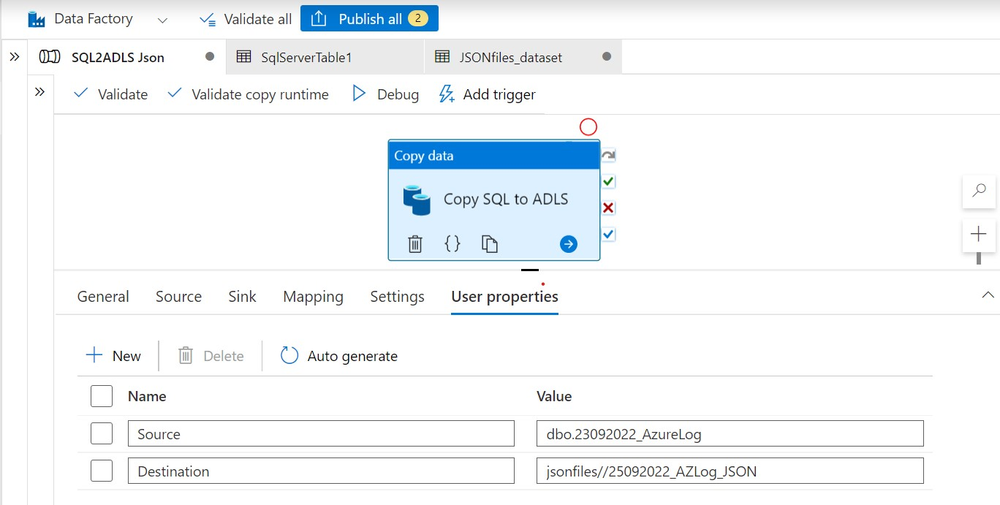 Data Factory Validate all Publish all 2
SQL2ADLS Json SqlServerTable1 JSONfiles_dataset
Validate Validate copy runtime Debug Add trigger
Copy data
Copy SQL to ADLS
General Source Sink Mapping Settings User properties
New Delete Auto generate
Name Value
Source dbo.23092022_AzureLog
Destination jsonfiles//25092022_AZLog_JSON